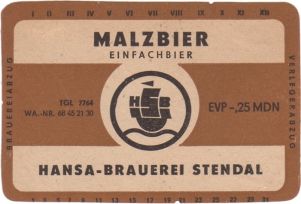 I II III IV V VI VII VIII IX X XI XII
MALZBIER
EINFACHBIER
BRAUEREIABZUG
VERLEGERABZUG
TGL 7764
WA.-NR. 68 45 21 30
HSB
EVP -,25 MDN
HANSA-BRAUEREI STENDAL